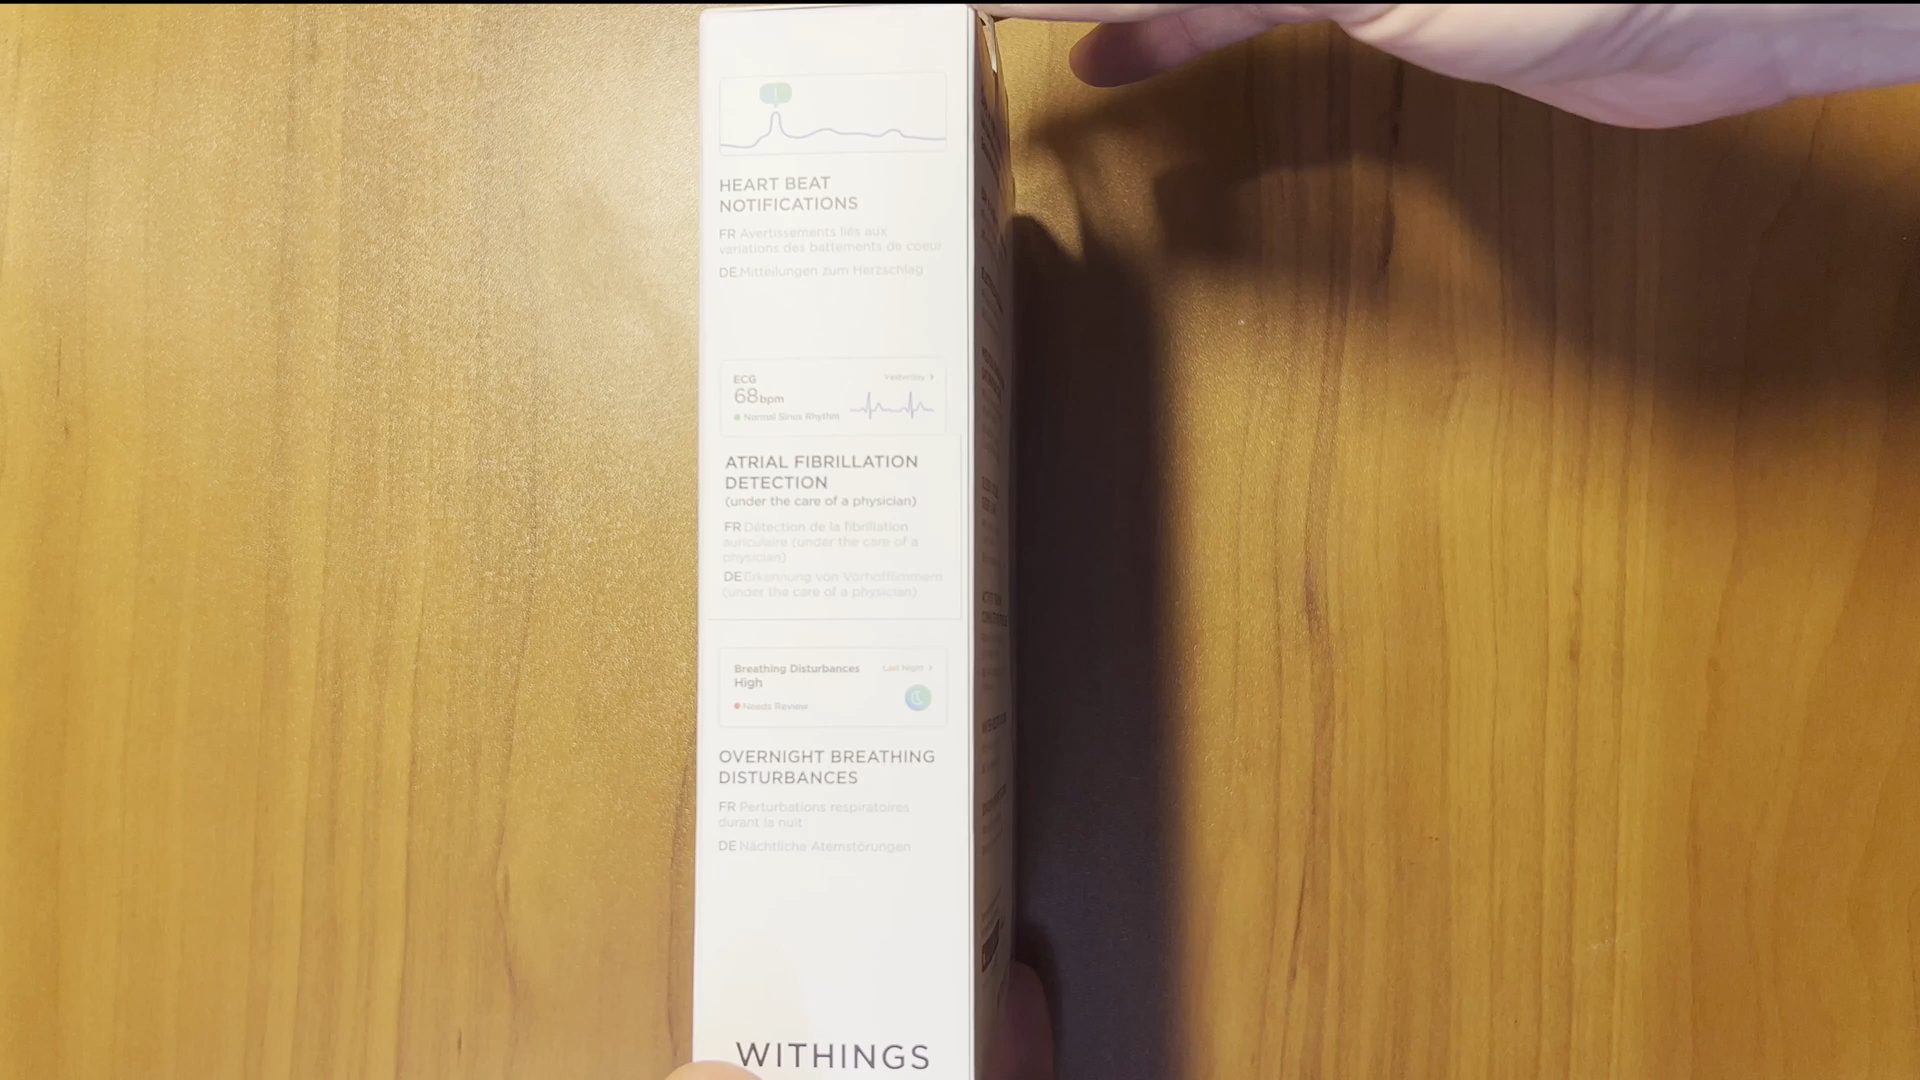 HEART BEAT
NOTIFICATIONS
FR Avertissements liés aux
variations des battements de coeur
DE Mitteilungen zum Herzschlag
ECG
Yesterday
68bpm
Normal Sinus Rhythm
ATRIAL FIBRILLATION
DETECTION
(under the care of a physician)
FR Détection de la fibrillation
auriculaire (under the care of a
physician)
DE Erkennung von Vorhofflimmern
(under the care of a physician)
Breathing Disturbances
Last Night
High
Needs Review
OVERNIGHT BREATHING
DISTURBANCES
FR Perturbations respiratoires
durant la nuit
DE Nächtliche Atemstörungen
WITHINGS